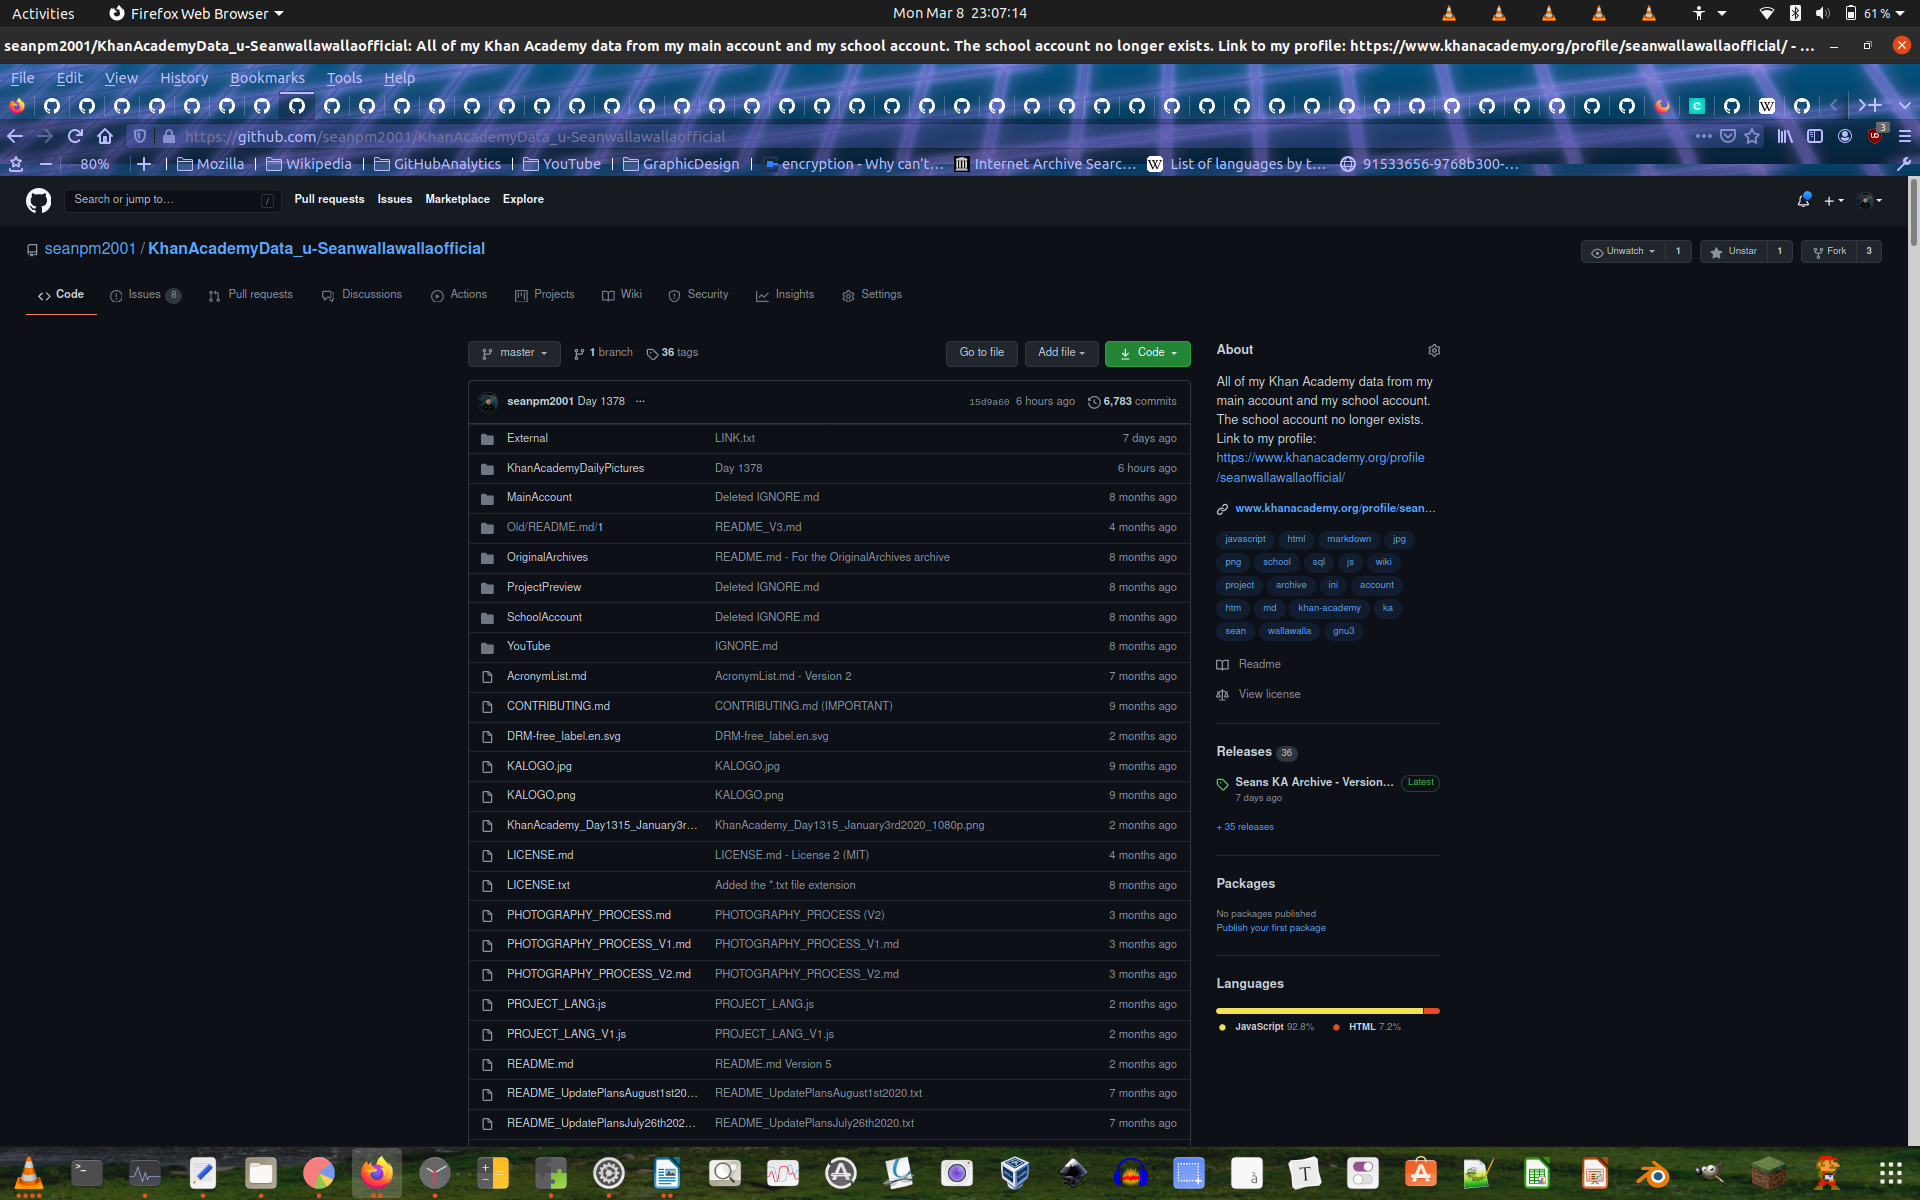 Activities Firefox Web Browser Mon Mar 8 23:07:14 61 %
seanpm2001/KhanAcademyData_u-Seanwallawallaofficial: All of my Khan Academy data from my main account and my school account. The school account no longer exists. Link to my profile: https://www.khanacademy.org/profile/seanwallawallaofficial/ - ...
File Edit View History Bookmarks Tools Help
https://github.com/seanpm2001/KhanAcademyData_u-Seanwallawallaofficial 3
80% Mozilla Wikipedia GitHubAnalytics YouTube GraphicDesign encryption - Why can't... Internet Archive Searc... List of languages by t... 91533656-9768b300-...
Search or jump to... / Pull requests Issues Marketplace Explore
seanpm2001 / KhanAcademyData_u-Seanwallawallaofficial Unwatch 1 Unstar 1 Fork 3
Code Issues 8 Pull requests Discussions Actions Projects Wiki Security Insights Settings
master 1 branch 36 tags Go to file Add file Code
seanpm2001 Day 1378 ... 15d9a60 6 hours ago 6,783 commits
External LINK.txt 7 days ago
KhanAcademyDailyPictures Day 1378 6 hours ago
MainAccount Deleted IGNORE.md 8 months ago
Old/README.md/1 README_V3.md 4 months ago
OriginalArchives README.md - For the OriginalArchives archive 8 months ago
ProjectPreview Deleted IGNORE.md 8 months ago
SchoolAccount Deleted IGNORE.md 8 months ago
YouTube IGNORE.md 8 months ago
AcronymList.md AcronymList.md - Version 2 7 months ago
CONTRIBUTING.md CONTRIBUTING.md (IMPORTANT) 9 months ago
DRM-free_label.en.svg DRM-free_label.en.svg 2 months ago
KALOGO.jpg KALOGO.jpg 9 months ago
KALOGO.png KALOGO.png 9 months ago
KhanAcademy_Day1315_January3r... KhanAcademy_Day1315_January3rd2020_1080p.png 2 months ago
LICENSE.md LICENSE.md - License 2 (MIT) 4 months ago
LICENSE.txt Added the *.txt file extension 8 months ago
PHOTOGRAPHY_PROCESS.md PHOTOGRAPHY_PROCESS (V2) 3 months ago
PHOTOGRAPHY_PROCESS_V1.md PHOTOGRAPHY_PROCESS_V1.md 3 months ago
PHOTOGRAPHY_PROCESS_V2.md PHOTOGRAPHY_PROCESS_V2.md 3 months ago
PROJECT_LANG.js PROJECT_LANG.js 2 months ago
PROJECT_LANG_V1.js PROJECT_LANG_V1.js 2 months ago
README.md README.md Version 5 2 months ago
README_UpdatePlansAugust1st20... README_UpdatePlansAugust1st2020.txt 7 months ago
README_UpdatePlansJuly26th202... README_UpdatePlansJuly26th2020.txt 7 months ago
About
All of my Khan Academy data from my
main account and my school account.
The school account no longer exists.
Link to my profile:
https://www.khanacademy.org/profile
/seanwallawallaofficial/
www.khanacademy.org/profile/sean...
javascript html markdown jpg
png school sql js wiki
project archive ini account
htm md khan-academy ka
sean wallawalla gnu3
Readme
View license
Releases 36
Seans KA Archive - Version... Latest
7 days ago
+ 35 releases
Packages
No packages published
Publish your first package
Languages
JavaScript 92.8% HTML 7.2%